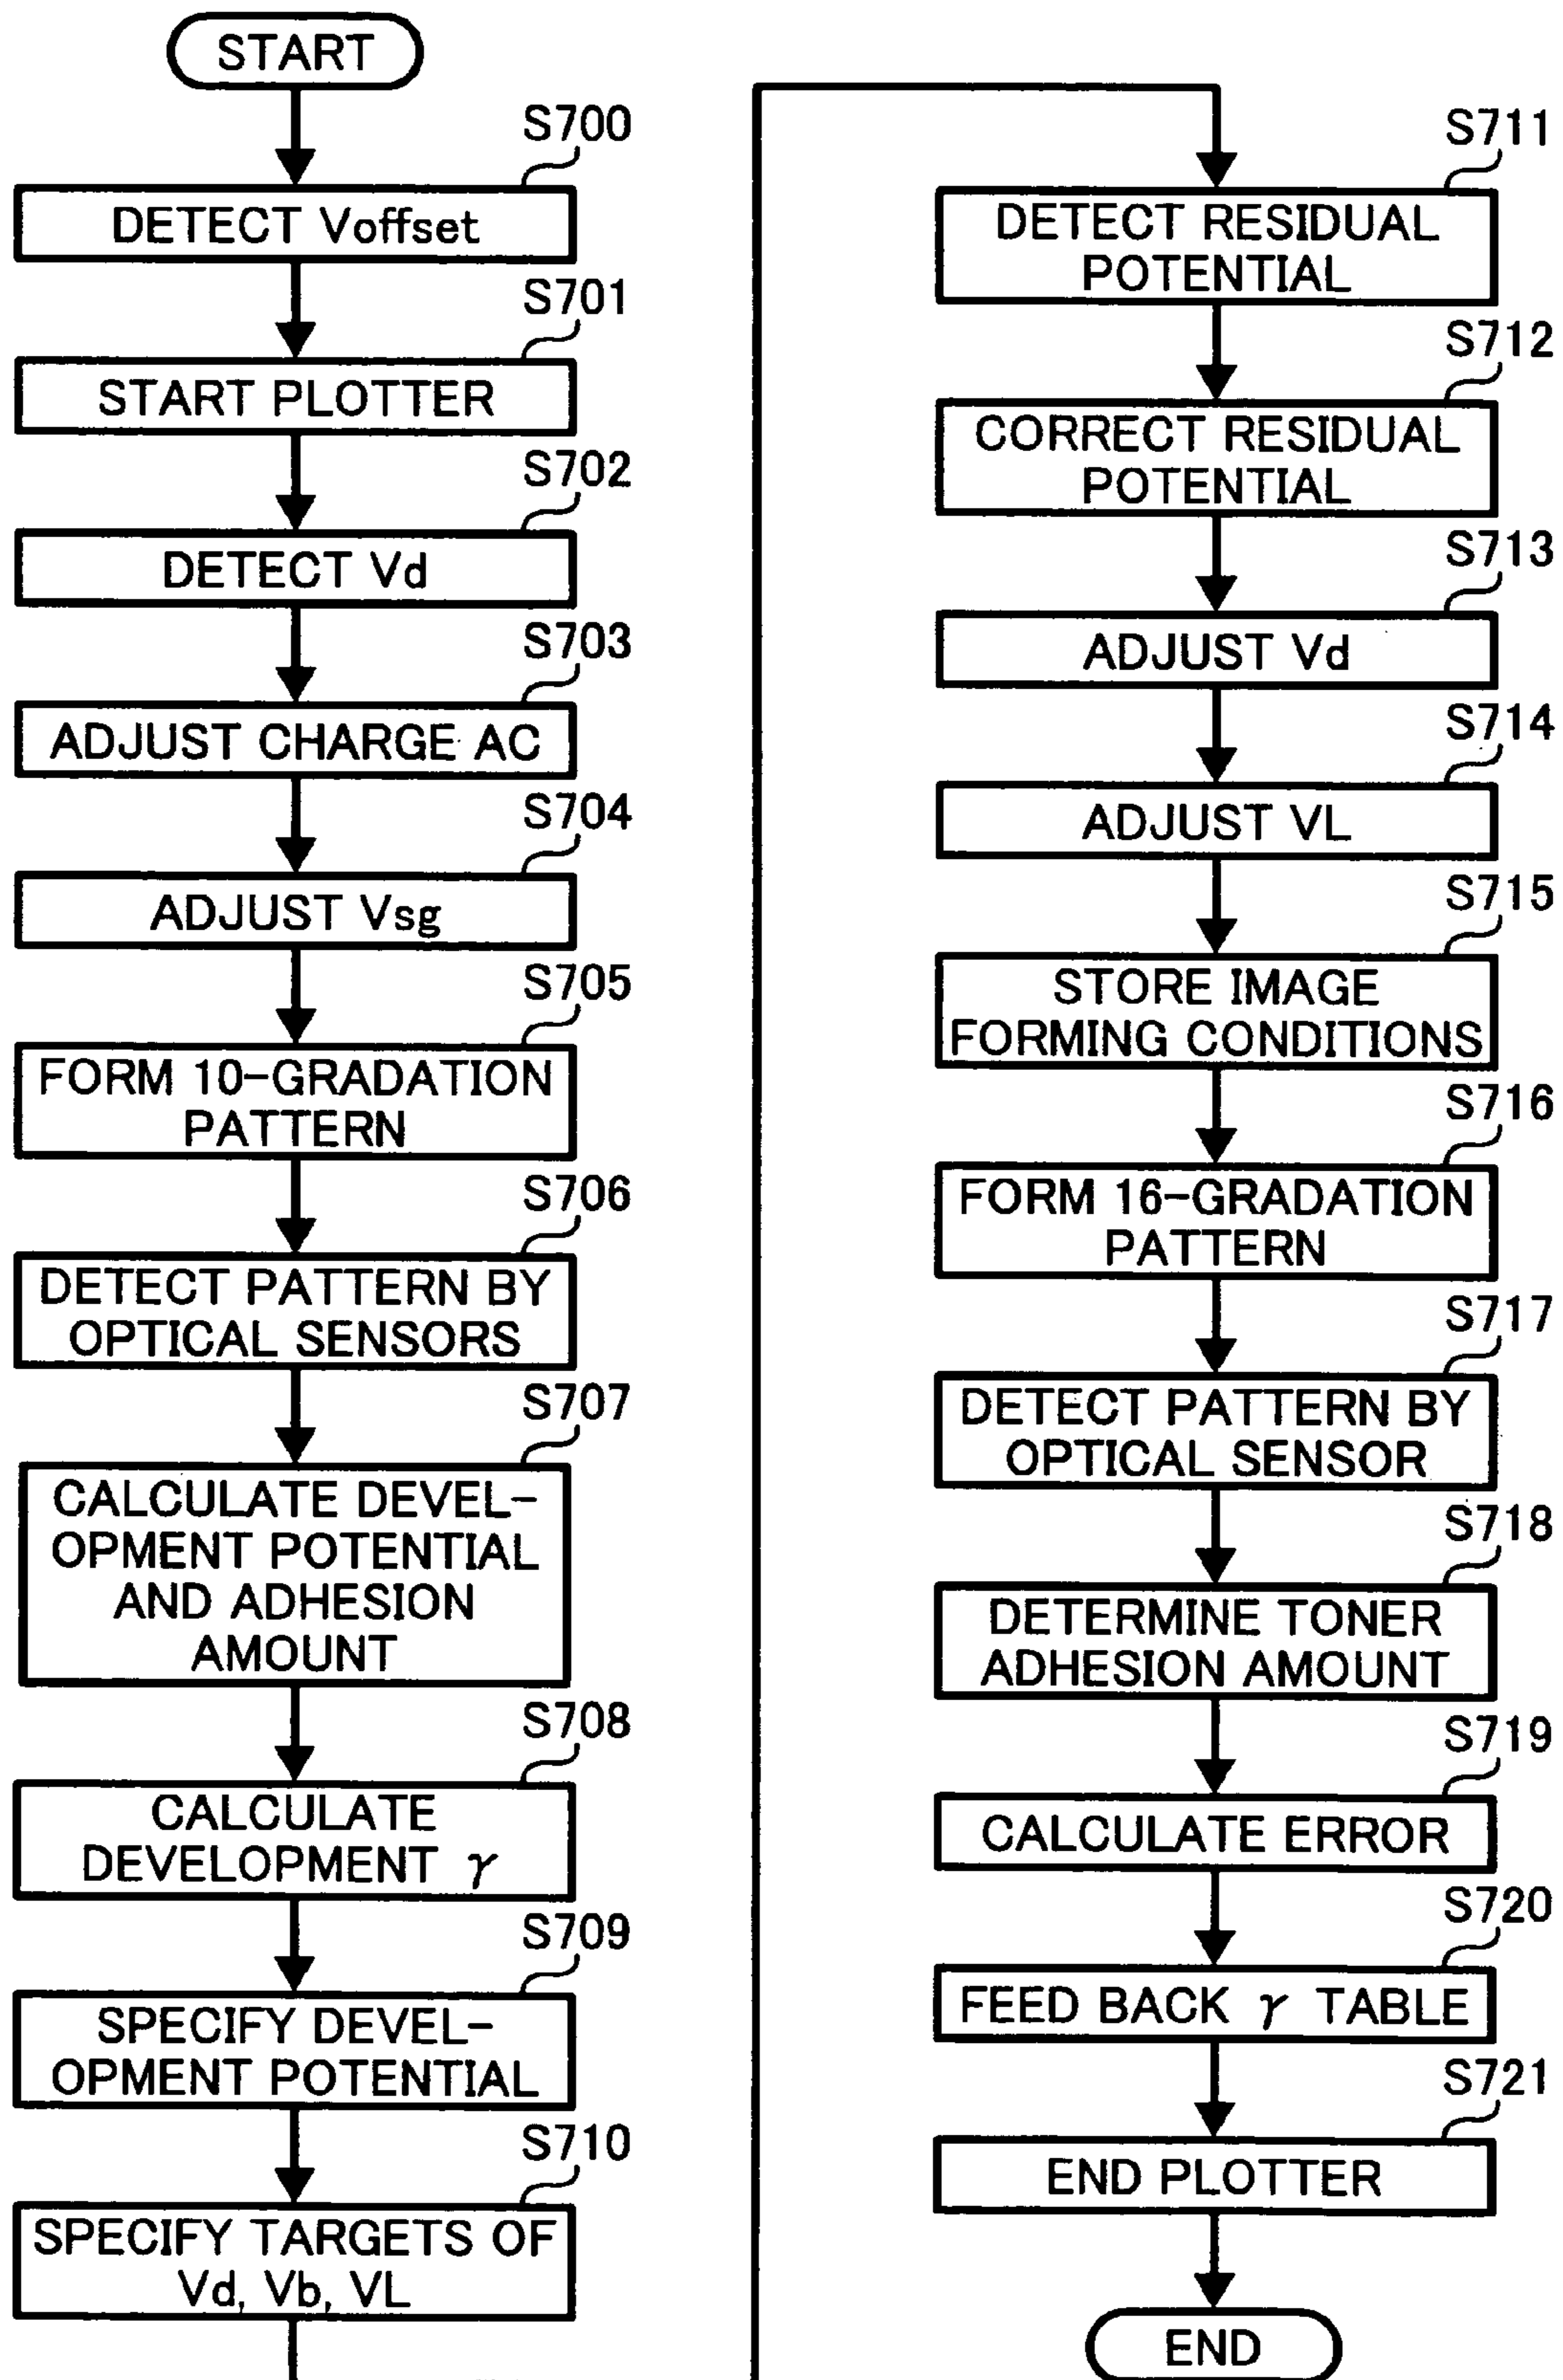 START
S700
DETECT Voffset
S701
START PLOTTER
S702
DETECT Vd
S703
ADJUST CHARGE AC
S704
ADJUST Vsg
S705
FORM 10-GRADATION
PATTERN
S706
DETECT PATTERN BY
OPTICAL SENSORS
S707
CALCULATE DEVEL-
OPMENT POTENTIAL
AND ADHESION
AMOUNT
S708
CALCULATE
DEVELOPMENT γ
S709
SPECIFY DEVEL-
OPMENT POTENTIAL
S710
SPECIFY TARGETS OF
Vd, Vb, VL
S711
DETECT RESIDUAL
POTENTIAL
S712
CORRECT RESIDUAL
POTENTIAL
S713
ADJUST Vd
S714
ADJUST VL
S715
STORE IMAGE
FORMING CONDITIONS
S716
FORM 16-GRADATION
PATTERN
S717
DETECT PATTERN BY
OPTICAL SENSOR
S718
DETERMINE TONER
ADHESION AMOUNT
S719
CALCULATE ERROR
S720
FEED BACK γ TABLE
S721
END PLOTTER
END